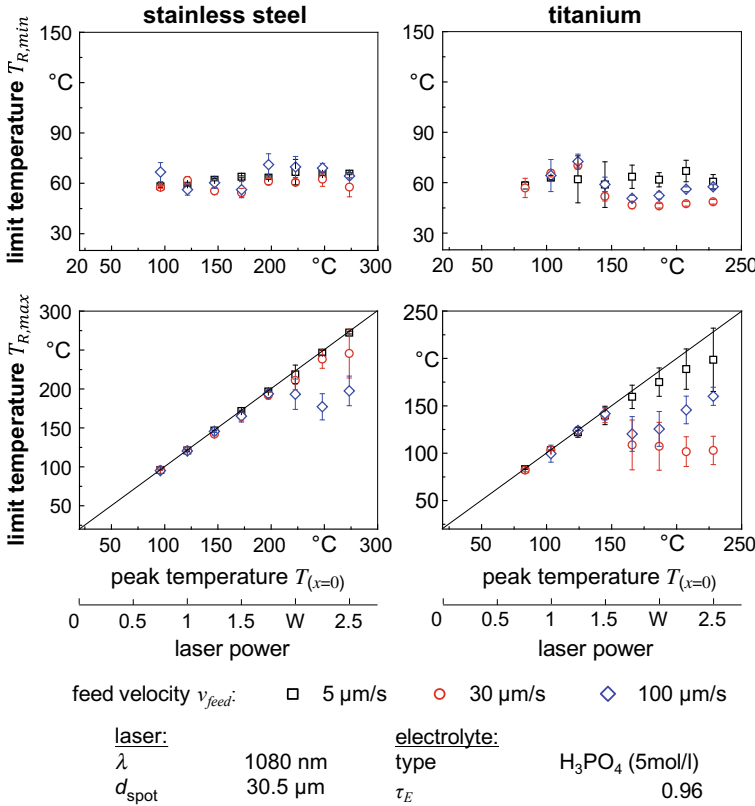 stainless steel
titanium
limit temperature T_R,min
150
°C
90
60
30
20 50 100 150 200 °C 300
150
°C
90
60
30
20 50 100 150 °C 250
limit temperature T_R,max
300
°C
200
150
100
50
50 100 150 200 °C 300
250
°C
150
100
50
50 100 150 °C 250
peak temperature T(x=0)
peak temperature T(x=0)
0 0.5 1 1.5 W 2.5
0 0.5 1 1.5 W 2.5
laser power
laser power
feed velocity v_feed: 5 µm/s 30 µm/s 100 µm/s
laser: electrolyte:
λ 1080 nm type H₃PO₄ (5mol/l)
d_spot 30.5 µm τ_E 0.96